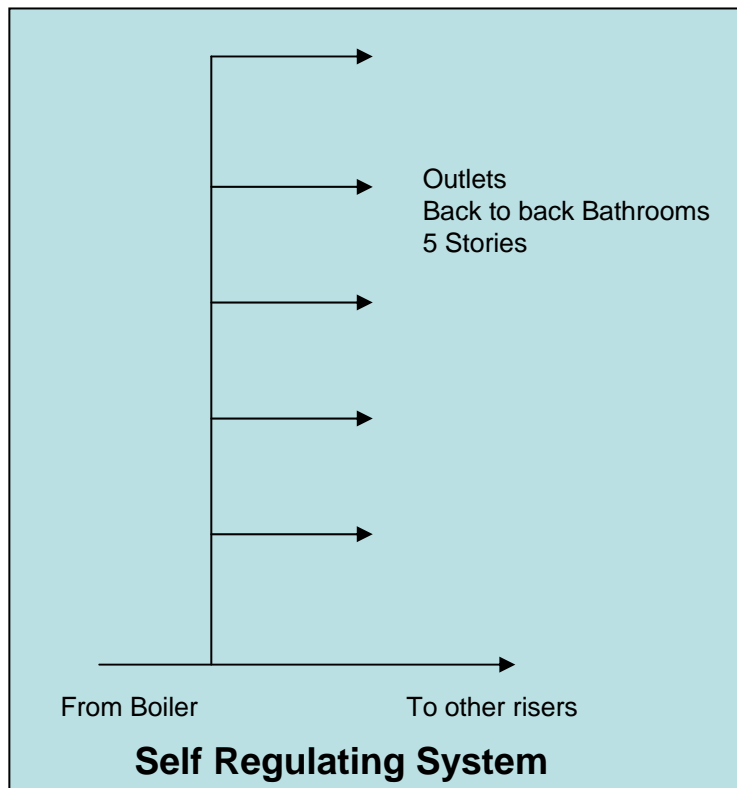 Outlets
Back to back Bathrooms
5 Stories
From Boiler
To other risers
Self Regulating System